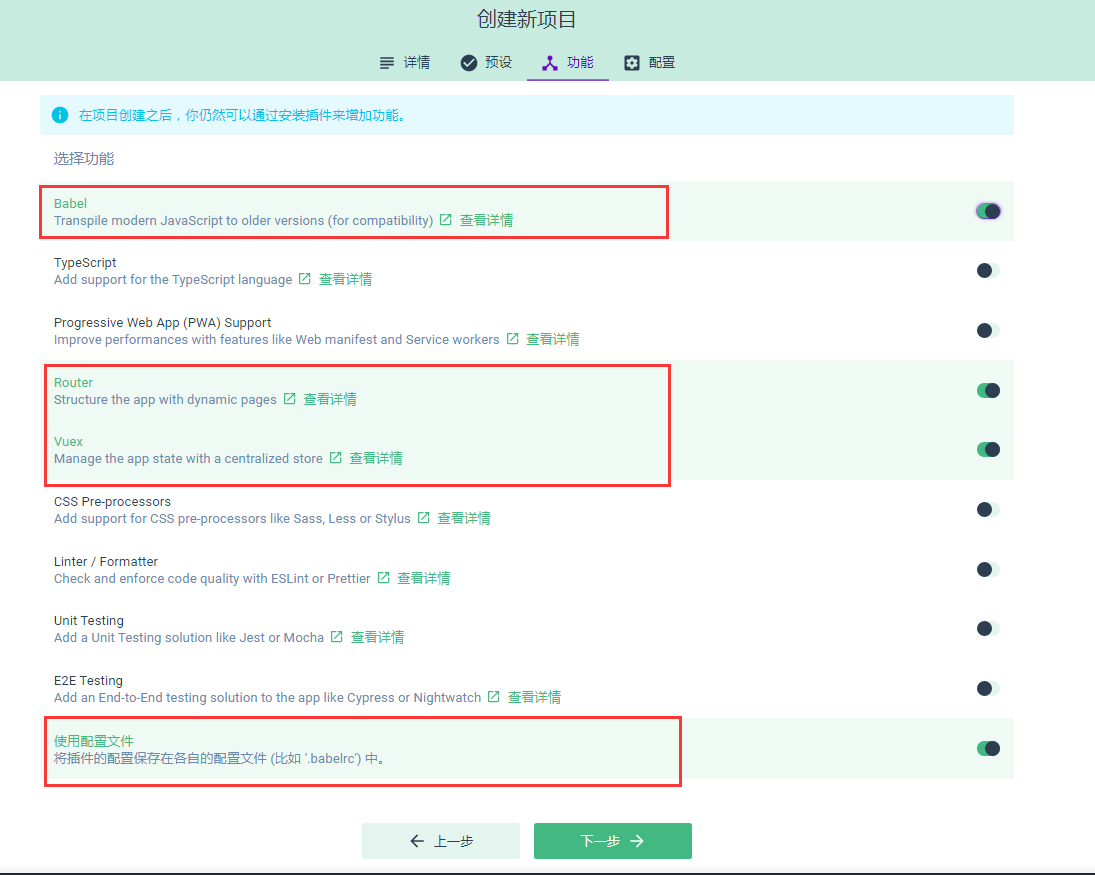 创建新项目
详情 预设 功能 配置
在项目创建之后，你仍然可以通过安装插件来增加功能。
选择功能
Babel
Transpile modern JavaScript to older versions (for compatibility) 查看详情
TypeScript
Add support for the TypeScript language 查看详情
Progressive Web App (PWA) Support
Improve performances with features like Web manifest and Service workers 查看详情
Router
Structure the app with dynamic pages 查看详情
Vuex
Manage the app state with a centralized store 查看详情
CSS Pre-processors
Add support for CSS pre-processors like Sass, Less or Stylus 查看详情
Linter / Formatter
Check and enforce code quality with ESLint or Prettier 查看详情
Unit Testing
Add a Unit Testing solution like Jest or Mocha 查看详情
E2E Testing
Add an End-to-End testing solution to the app like Cypress or Nightwatch 查看详情
使用配置文件
将插件的配置保存在各自的配置文件 (比如 '.babelrc') 中。
上一步 下一步